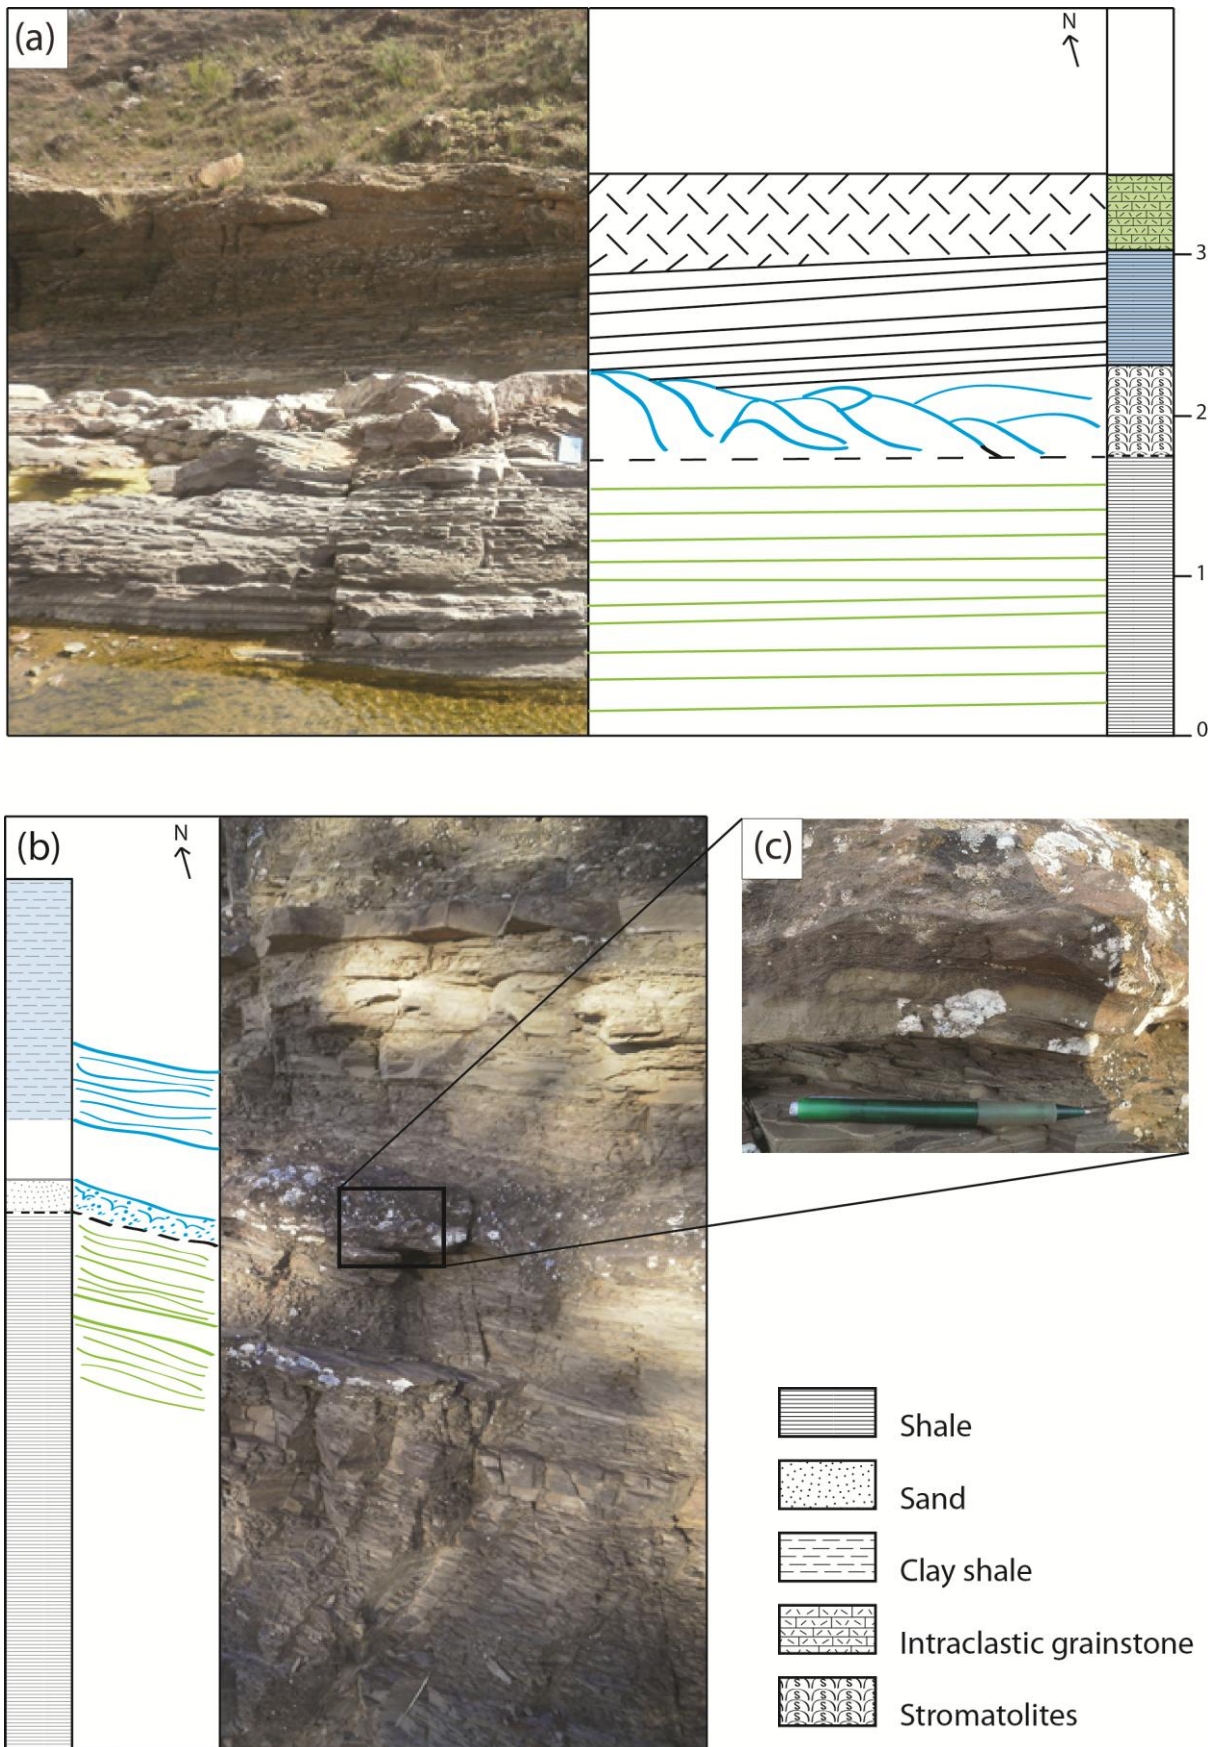 (a)
N
3
2
1
0
(b)
N
(c)
Shale
Sand
Clay shale
Intraclastic grainstone
Stromatolites